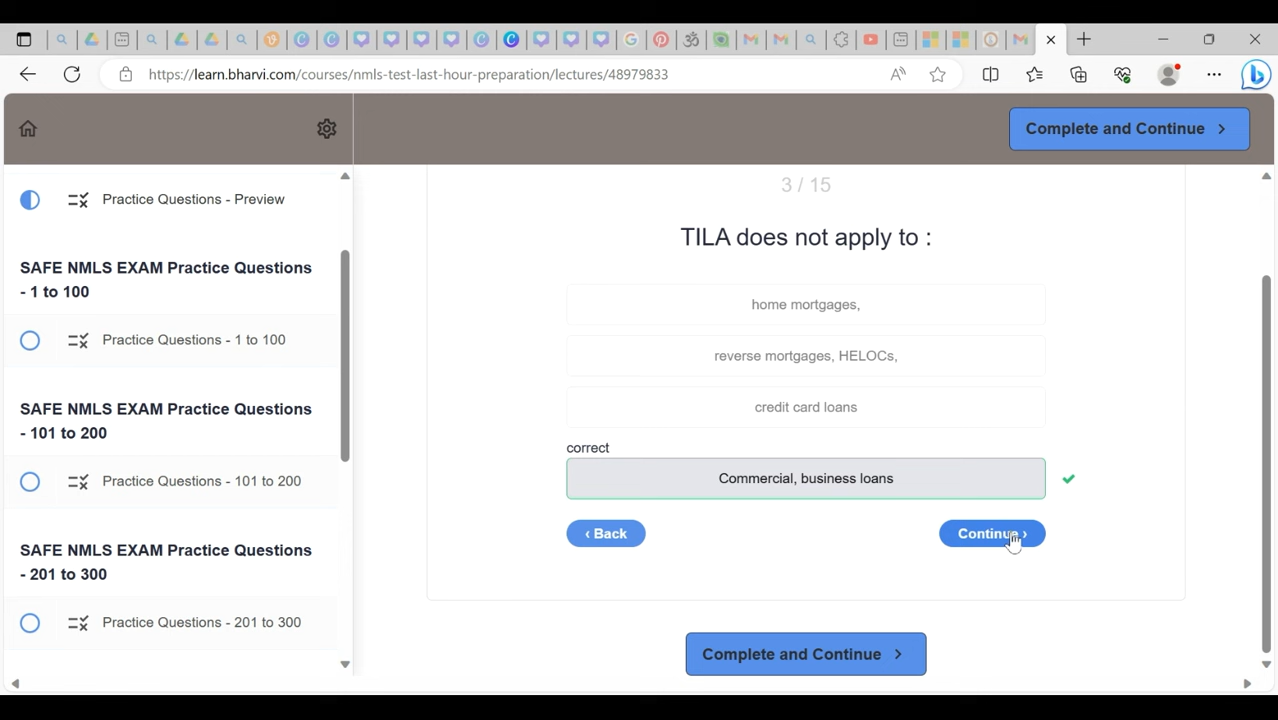 https://learn.bharvi.com/courses/nmls-test-last-hour-preparation/lectures/48979833
Complete and Continue >
Practice Questions - Preview
SAFE NMLS EXAM Practice Questions
- 1 to 100
Practice Questions - 1 to 100
SAFE NMLS EXAM Practice Questions
- 101 to 200
Practice Questions - 101 to 200
SAFE NMLS EXAM Practice Questions
- 201 to 300
Practice Questions - 201 to 300
3 / 15
TILA does not apply to :
home mortgages,
reverse mortgages, HELOCs,
credit card loans
correct
Commercial, business loans
‹ Back
Continue ›
Complete and Continue >